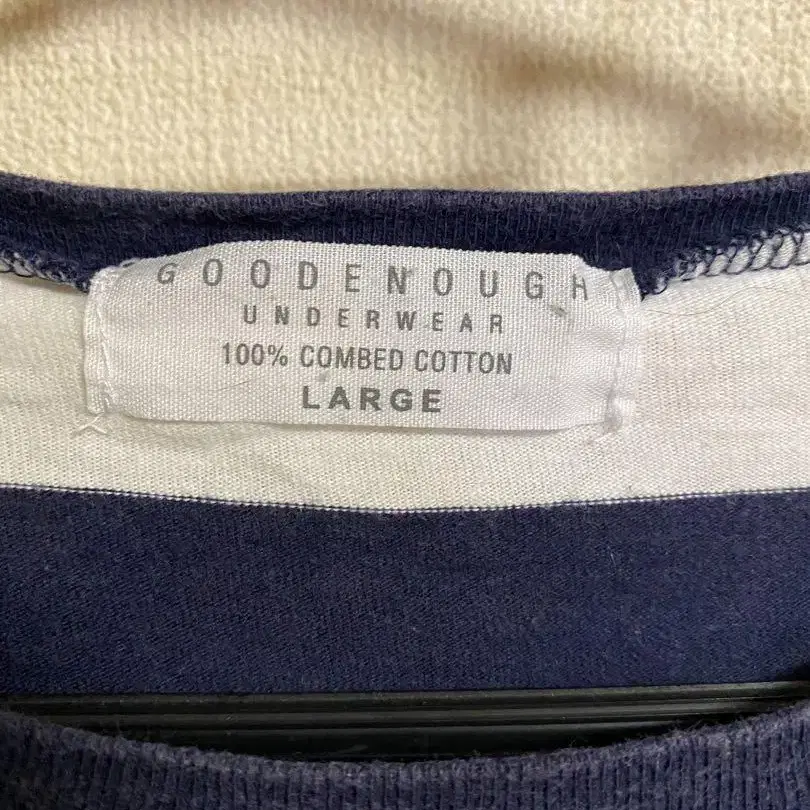 GOODENOUGH
UNDERWEAR
100% COMBED COTTON
LARGE